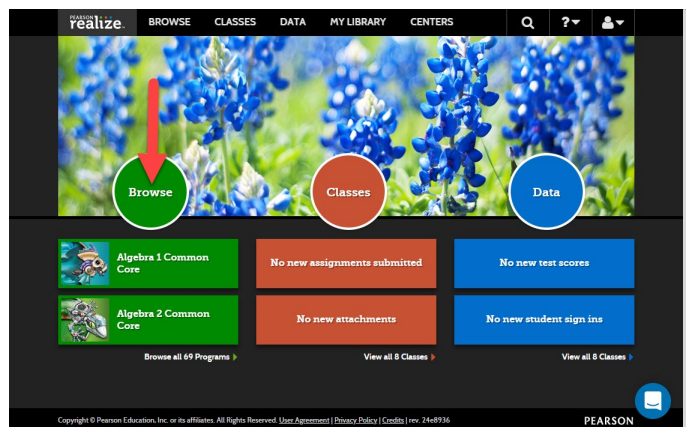 PEARSON
realize.
BROWSE
CLASSES
DATA
MY LIBRARY
CENTERS
?
Browse
Classes
Data
Algebra 1 Common
Core
No new assignments submitted
No new test scores
Algebra 2 Common
Core
No new attachments
No new student sign ins
Browse all 69 Programs
View all 8 Classes
View all 8 Classes
Copyright © Pearson Education, Inc. or its affiliates. All Rights Reserved. User Agreement | Privacy Policy | Credits | rev. 24e8936
PEARSON